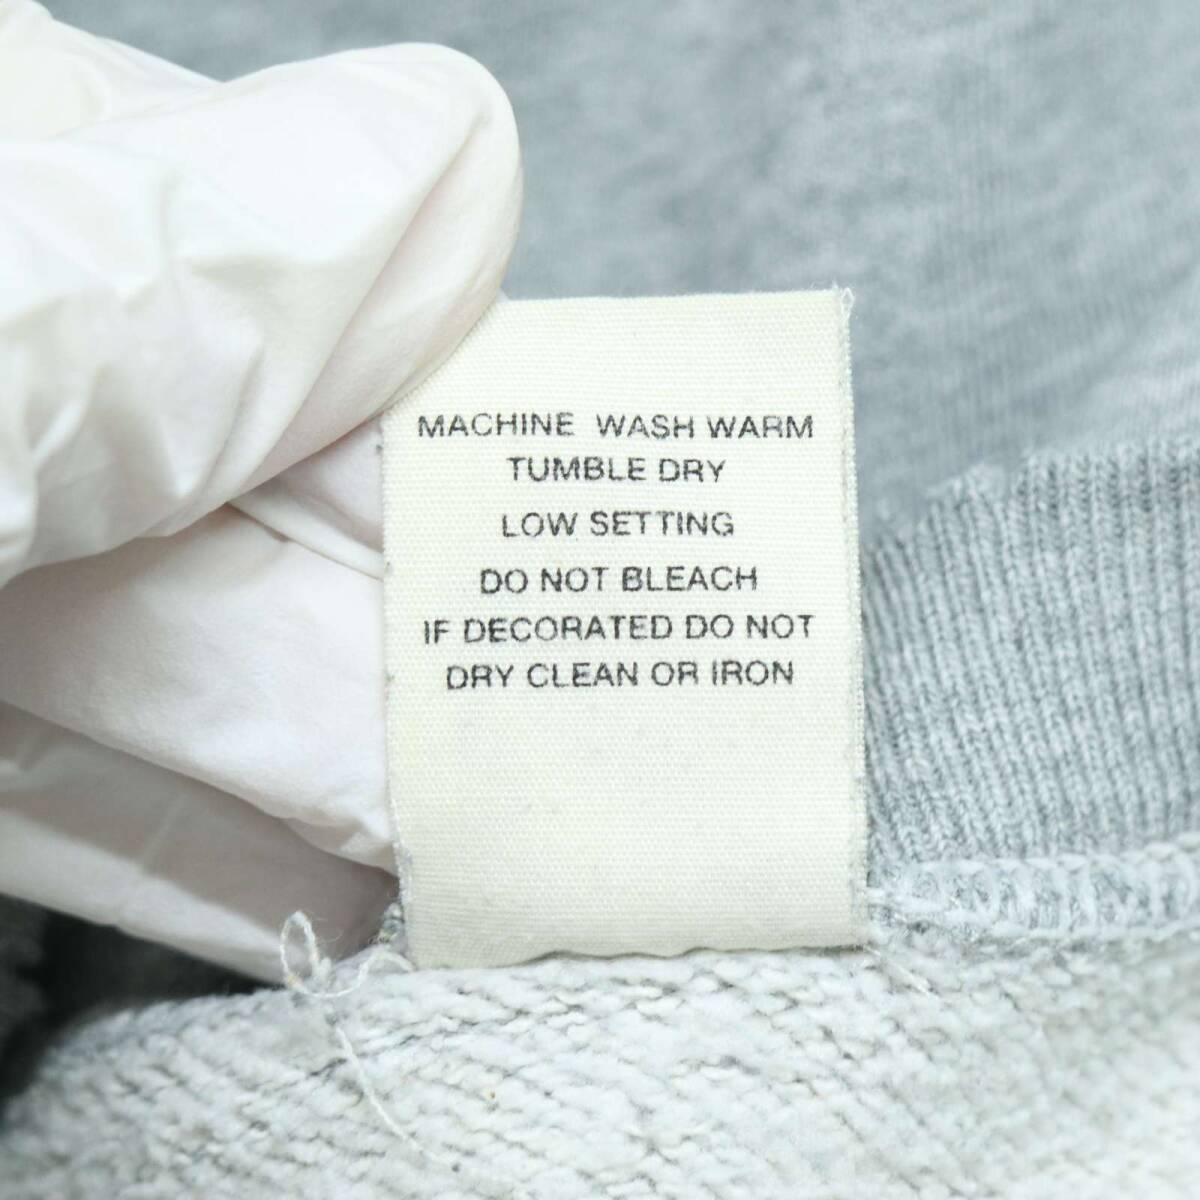 MACHINE WASH WARM
TUMBLE DRY
LOW SETTING
DO NOT BLEACH
IF DECORATED DO NOT
DRY CLEAN OR IRON